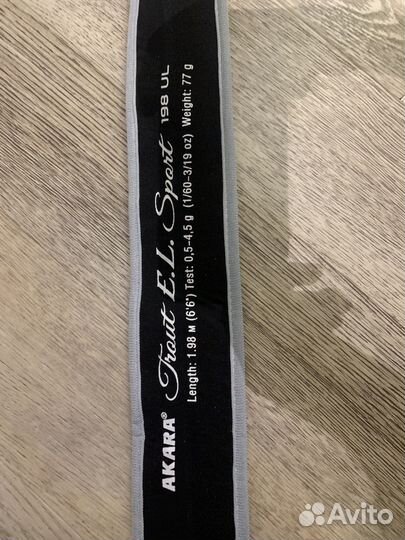 AKARA® Trout E.L. Sport 198 UL
Length: 1.98 м (6'6') Test: 0,5-4,5 g (1/60-3/19 oz) Weight: 77 g
Avito